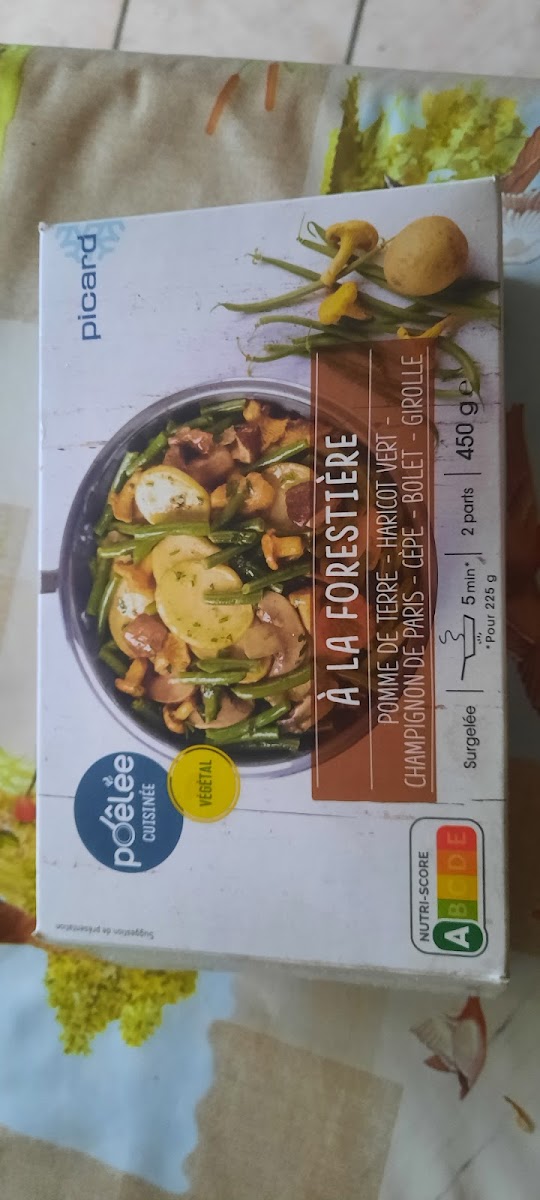 picard
poêlée
CUISINÉE
VÉGÉTAL
À LA FORESTIÈRE
POMME DE TERRE - HARICOT VERT -
CHAMPIGNON DE PARIS - CÈPE - BOLET - GIROLLE
Surgelée | 5 min* | 2 parts | 450 g e
*Pour 225 g
NUTRI-SCORE
A B C D E
Suggestion de présentation